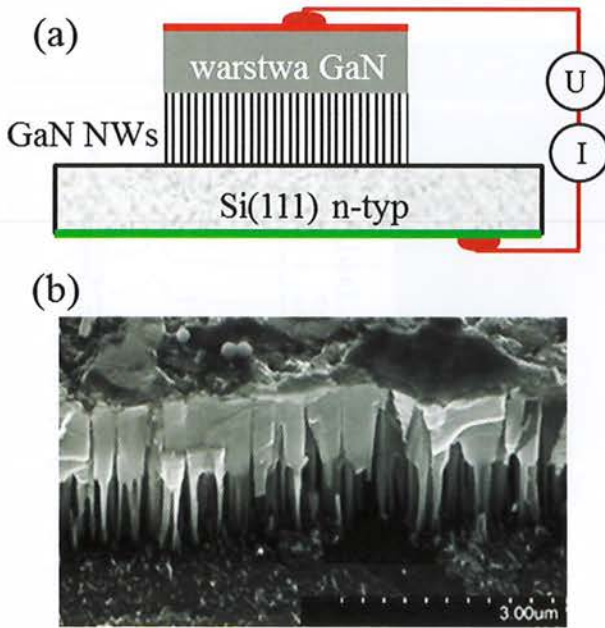 (a)
warstwa GaN
GaN NWs
U
I
Si(111) n-typ
(b)
3.00um